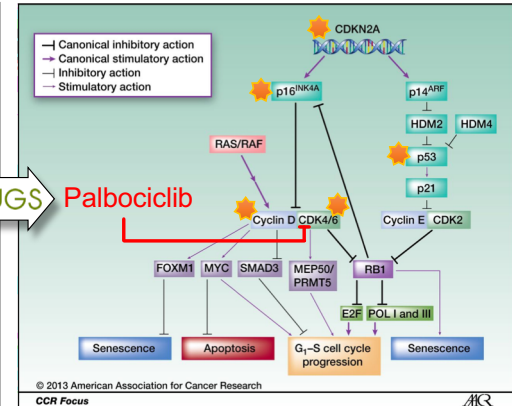 CDKN2A
Canonical inhibitory action
Canonical stimulatory action
Inhibitory action
Stimulatory action
p16INK4A
p14ARF
HDM2
HDM4
RAS/RAF
p53
UGS
Palbociclib
p21
Cyclin D CDK4/6
Cyclin E CDK2
FOXM1
MYC
SMAD3
MEP50/
PRMT5
RB1
E2F
POL I and III
Senescence
Apoptosis
G1–S cell cycle
progression
Senescence
© 2013 American Association for Cancer Research
CCR Focus
AACR